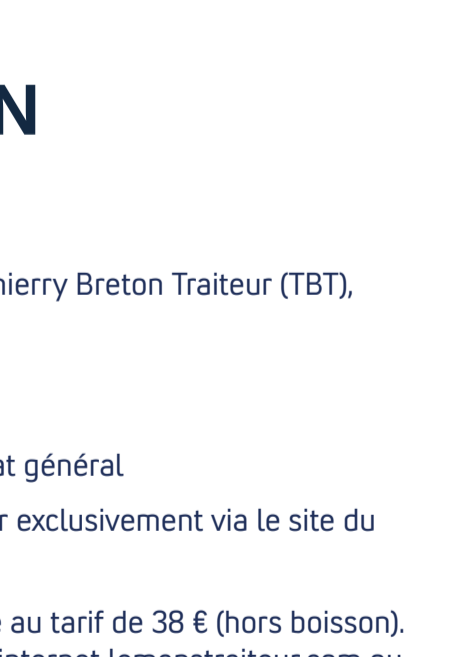 N
hierry Breton Traiteur (TBT),
at général
r exclusivement via le site du
e au tarif de 38 € (hors boisson).